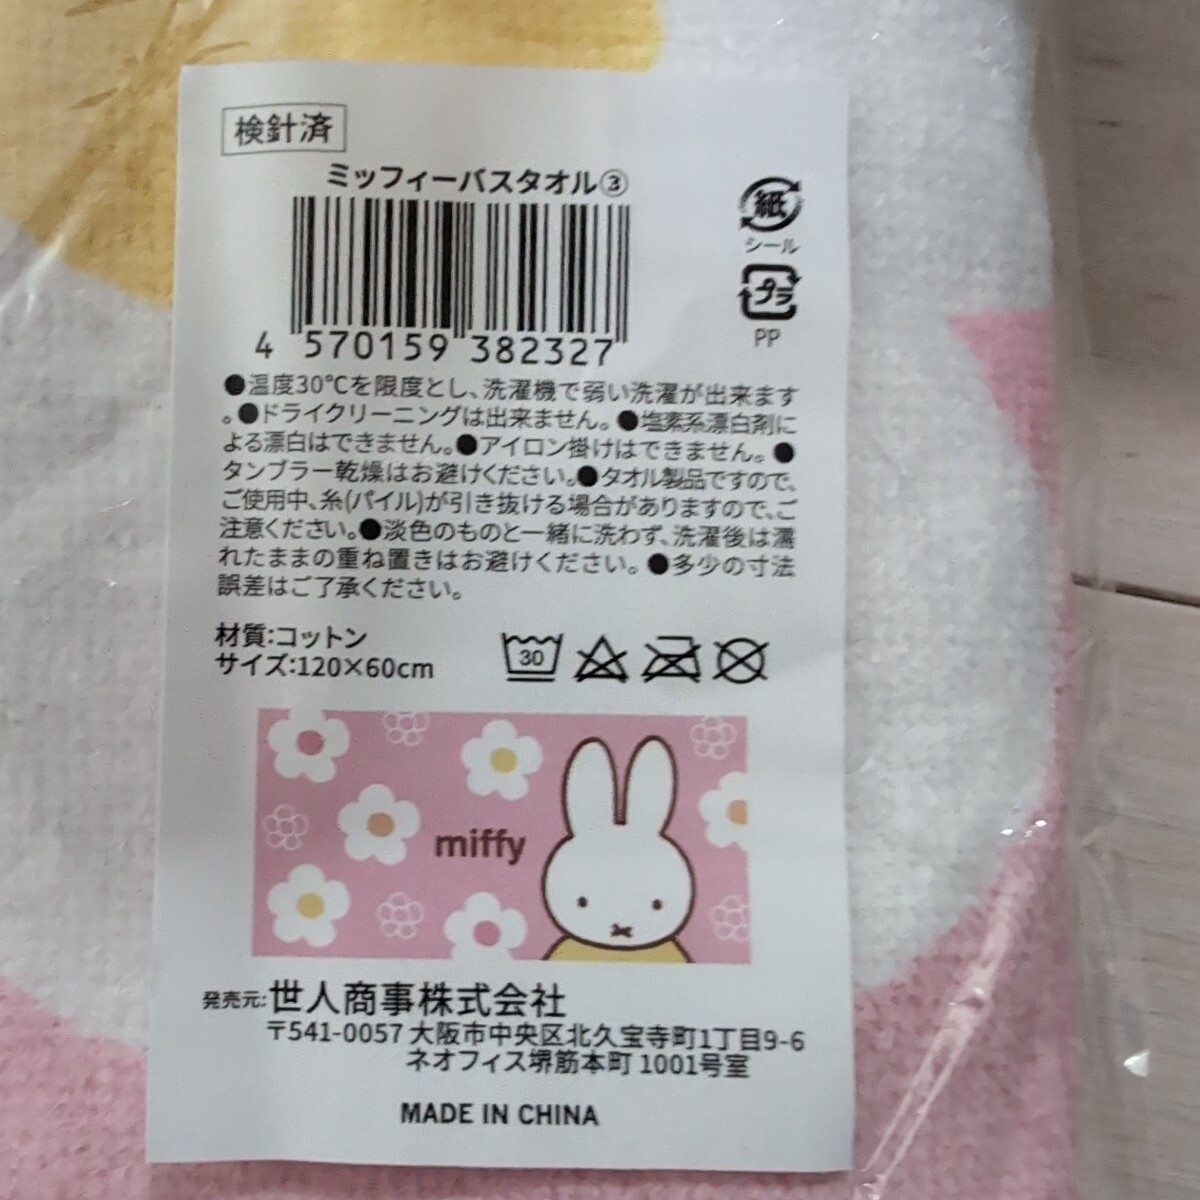 検針済
ミッフィーバスタオル③
紙
シール
プラ
PP
4 570159 382327
●温度30℃を限度とし、洗濯機で弱い洗濯が出来ます
。●ドライクリーニングは出来ません。●塩素系漂白剤に
よる漂白はできません。●アイロン掛けはできません。●
タンブラー乾燥はお避けください。●タオル製品ですので、
ご使用中、糸(パイル)が引き抜ける場合がありますので、ご
注意ください。●淡色のものと一緒に洗わず、洗濯後は濡
れたままの重ね置きはお避けください。●多少の寸法
誤差はご了承ください。
材質:コットン
サイズ:120×60cm
30
miffy
発売元:世人商事株式会社
〒541-0057 大阪市中央区北久宝寺町1丁目9-6
ネオフィス堺筋本町 1001号室
MADE IN CHINA